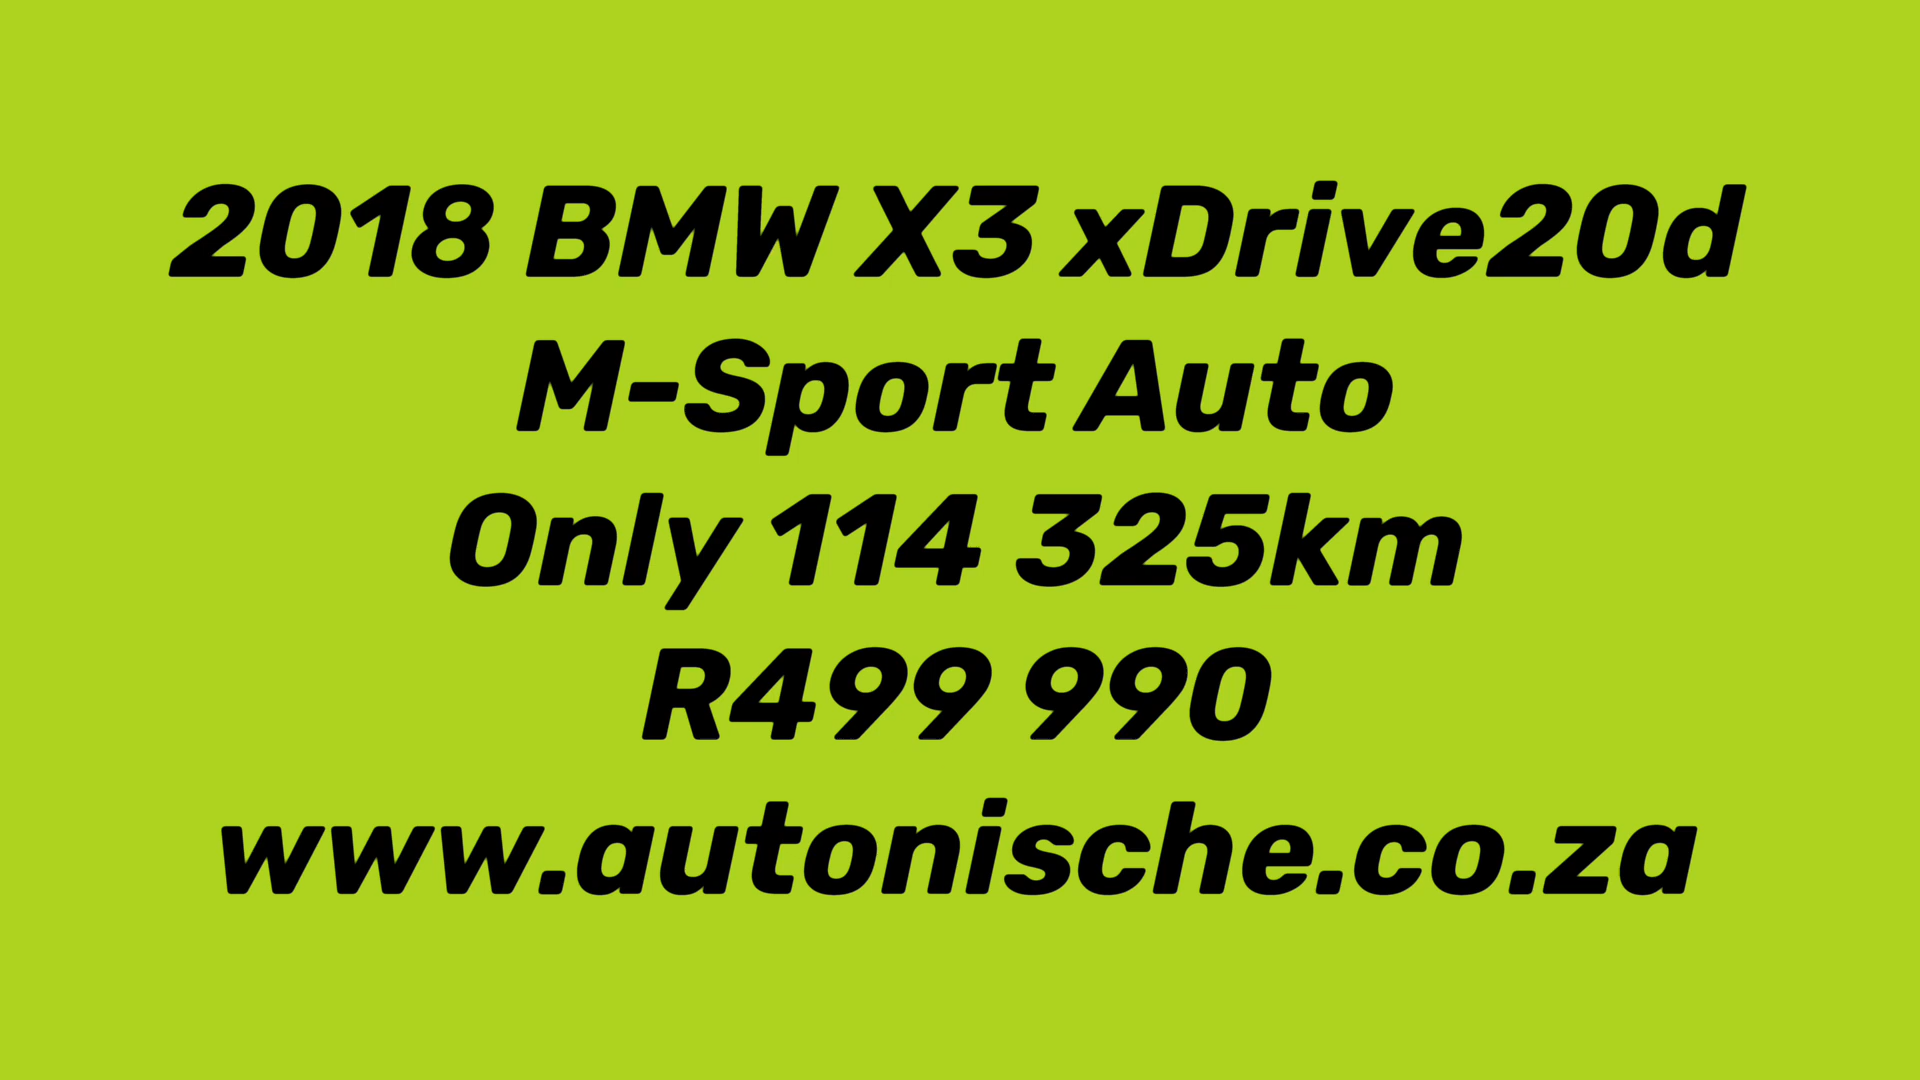 2018 BMW X3 xDrive20d
M-Sport Auto
Only 114 325km
R499 990
www.autonische.co.za